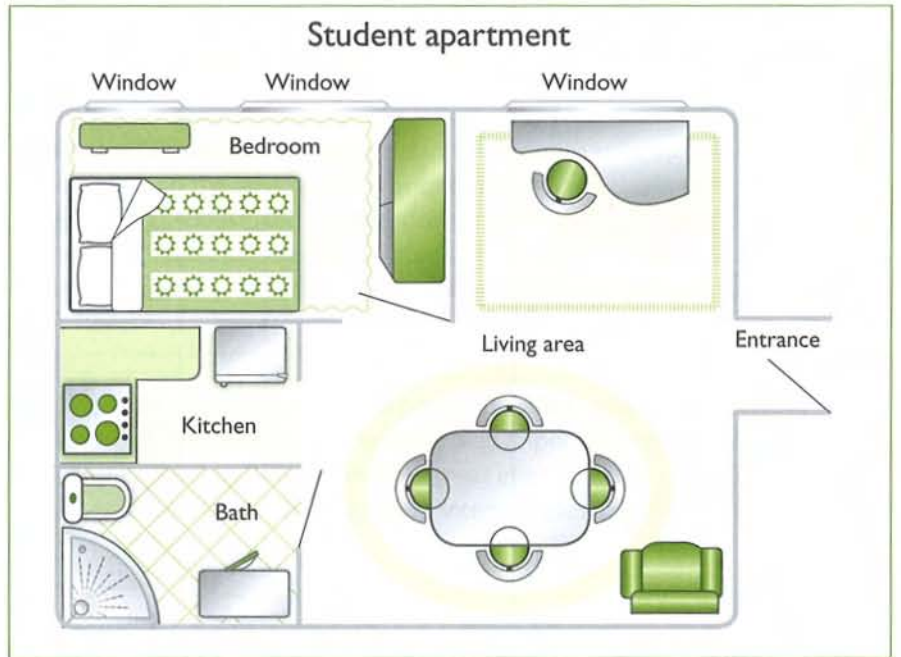 Student apartment
Window
Window
Window
Bedroom
Living area
Entrance
Kitchen
Bath